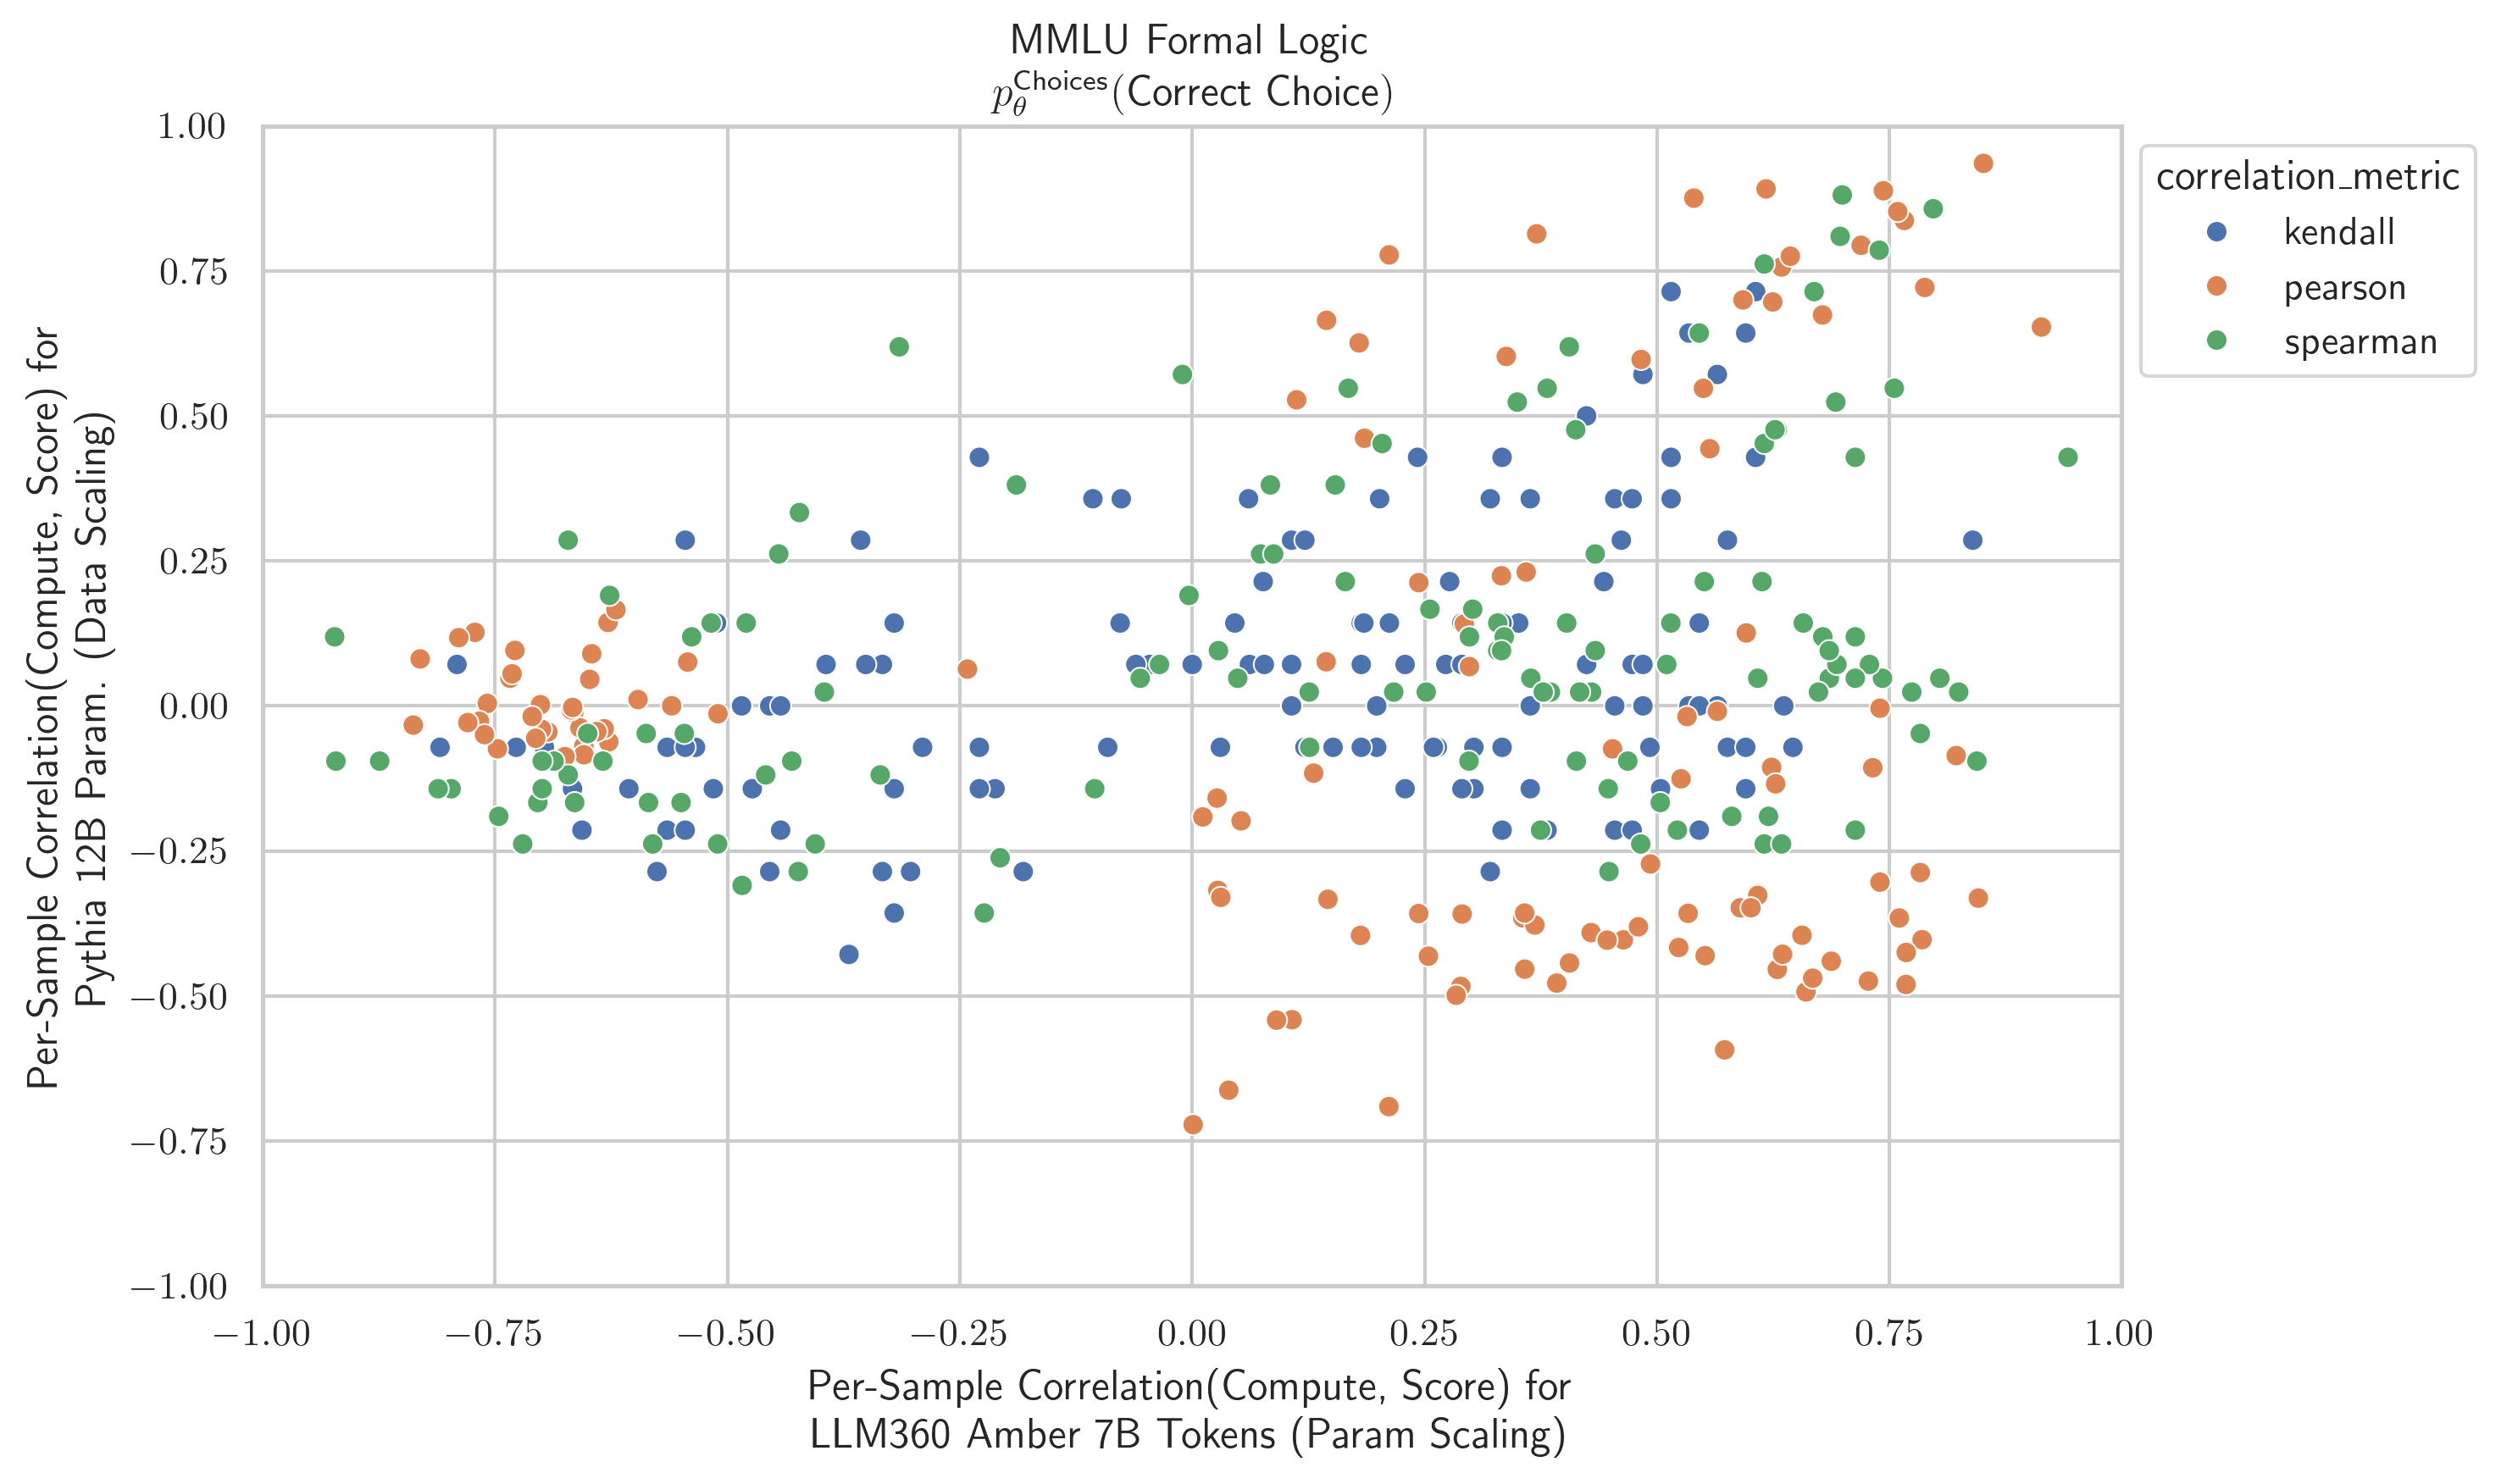 MMLU Formal Logic
p_θ^Choices(Correct Choice)
Per-Sample Correlation(Compute, Score) for
Pythia 12B Param. (Data Scaling)
1.00
0.75
0.50
0.25
0.00
−0.25
−0.50
−0.75
−1.00
−1.00 −0.75 −0.50 −0.25 0.00 0.25 0.50 0.75 1.00
Per-Sample Correlation(Compute, Score) for
LLM360 Amber 7B Tokens (Param Scaling)
correlation_metric
kendall
pearson
spearman